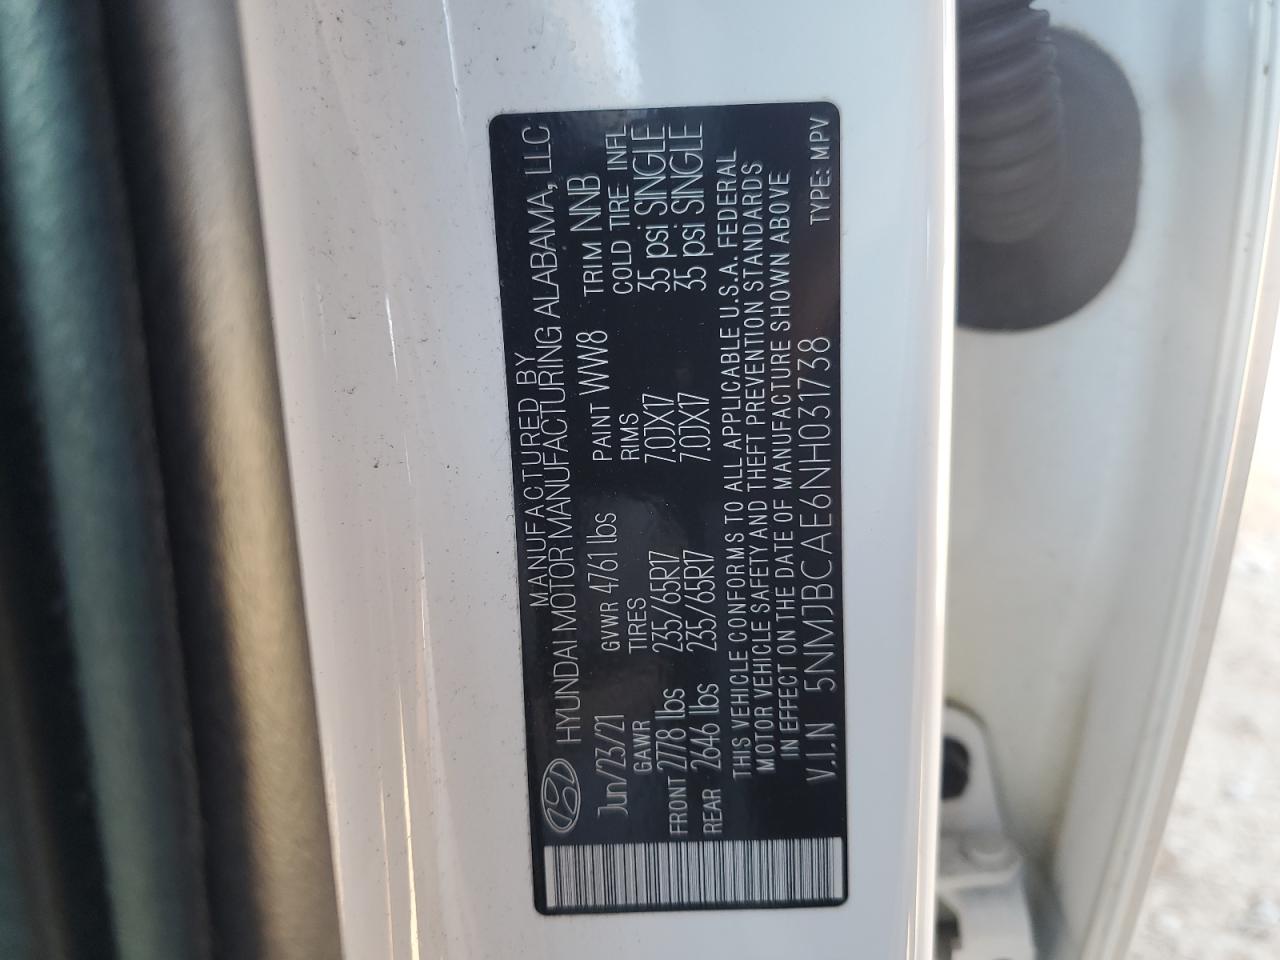 MANUFACTURED BY
HYUNDAI MOTOR MANUFACTURING ALABAMA, LLC
Jun/23/21 GVWR 4761 lbs PAINT WW8 TRIM NNB
GAWR TIRES RIMS COLD TIRE INFL
FRONT 2778 lbs 235/65R17 7.0JX17 35 psi SINGLE
REAR 2646 lbs 235/65R17 7.0JX17 35 psi SINGLE
THIS VEHICLE CONFORMS TO ALL APPLICABLE U.S.A. FEDERAL
MOTOR VEHICLE SAFETY AND THEFT PREVENTION STANDARDS
IN EFFECT ON THE DATE OF MANUFACTURE SHOWN ABOVE
V.I.N 5NMJBCAE6NH031738 TYPE: MPV